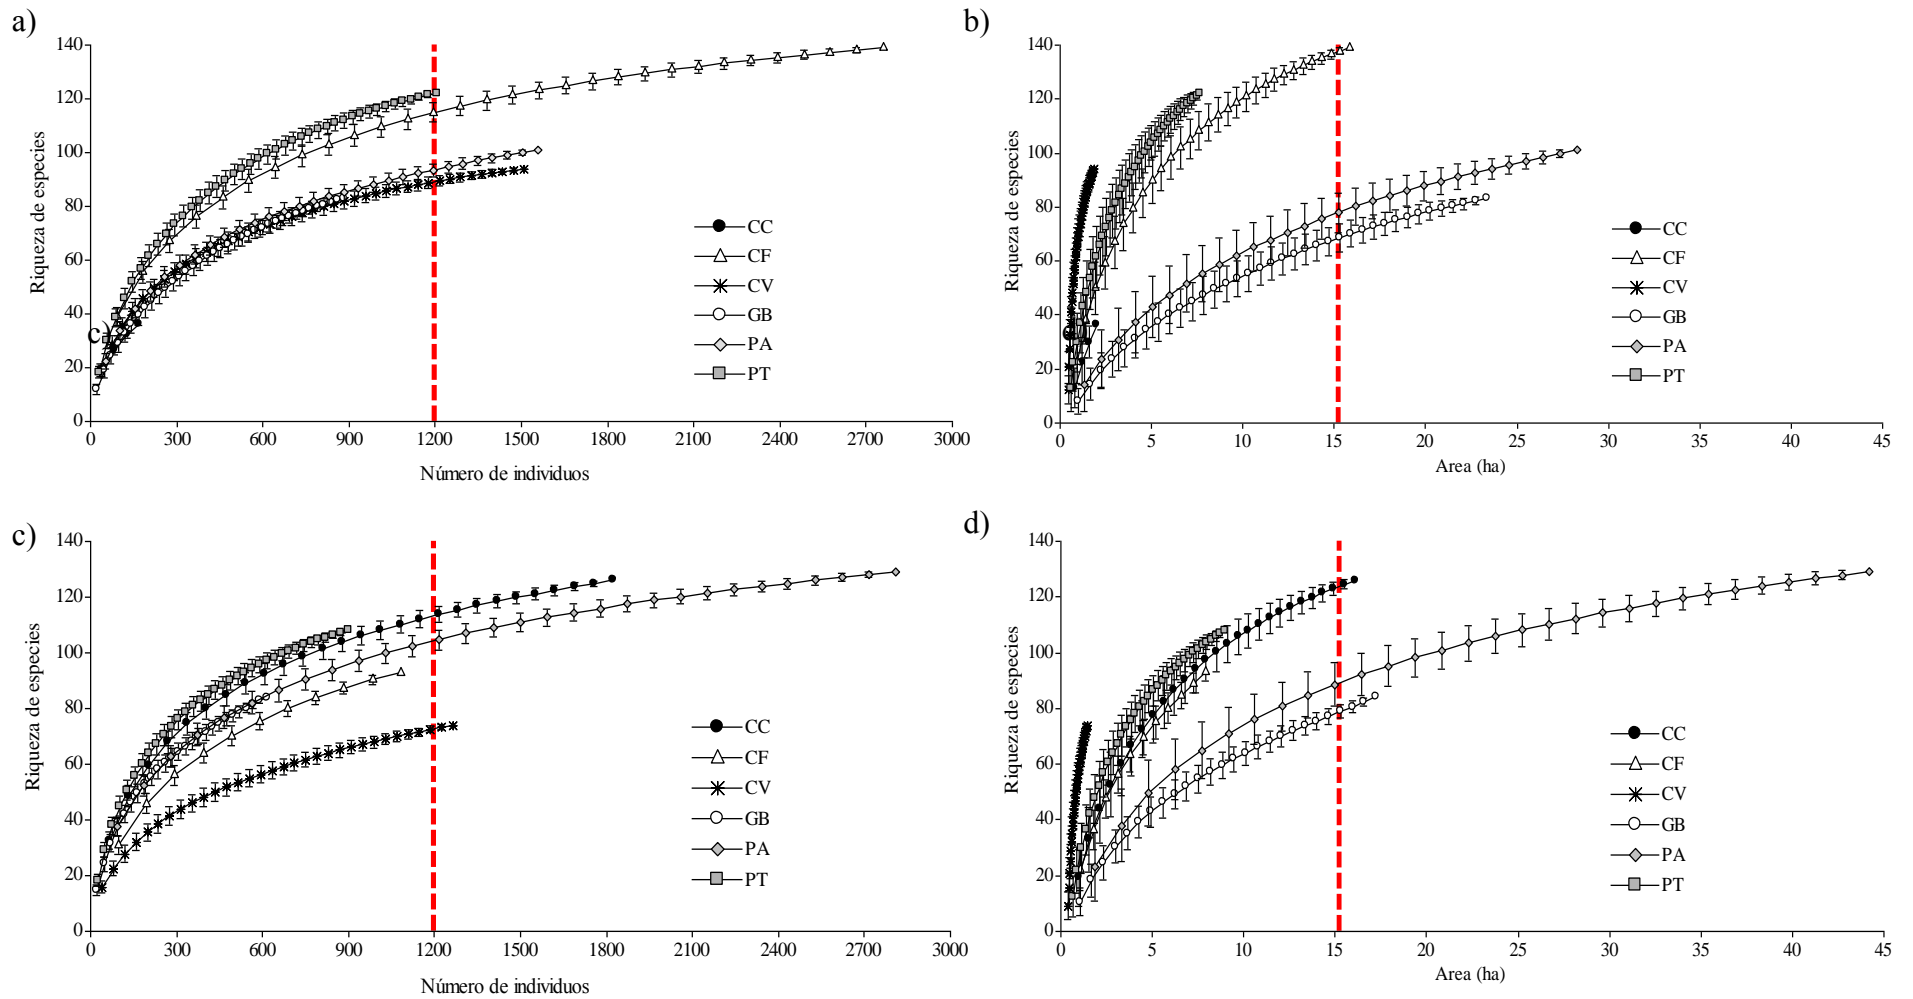 a)
140
120
100
80
60
40
20
0
Riqueza de especies
c)
0 300 600 900 1200 1500 1800 2100 2400 2700 3000
Número de individuos
CC
CF
CV
GB
PA
PT
b)
140
120
100
80
60
40
20
0
Riqueza de especies
0 5 10 15 20 25 30 35 40 45
Area (ha)
CC
CF
CV
GB
PA
PT
c)
140
120
100
80
60
40
20
0
Riqueza de especies
0 300 600 900 1200 1500 1800 2100 2400 2700 3000
Número de individuos
CC
CF
CV
GB
PA
PT
d)
140
120
100
80
60
40
20
0
Riqueza de especies
0 5 10 15 20 25 30 35 40 45
Area (ha)
CC
CF
CV
GB
PA
PT